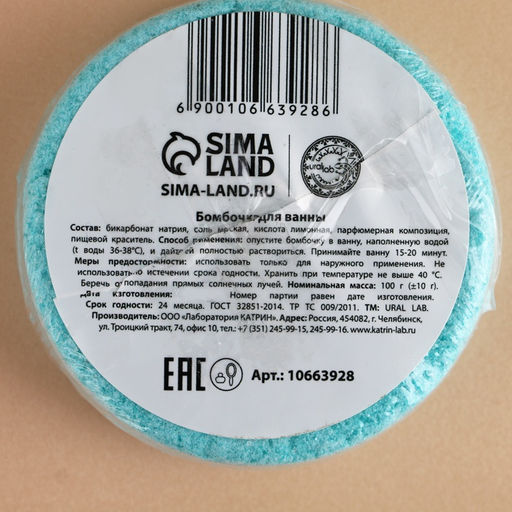 6 900106 639286
SIMA
LAND
SIMA-LAND.RU
ural lab
Бомбочка для ванны
Состав: бикарбонат натрия, соль морская, кислота лимонная, парфюмерная композиция,
пищевой краситель. Способ применения: опустите бомбочку в ванну, наполненную водой
(t воды 36-38°С), и дайте полностью раствориться. Принимайте ванну 15-20 минут.
Меры предосторожности: использовать только для наружного применения. Не
использовать по истечении срока годности. Хранить при температуре не выше 40 °С.
Беречь от попадания прямых солнечных лучей. Номинальная масса: 100 г (±10 г).
Дата изготовления: Номер партии равен дате изготовления.
Срок годности: 24 месяца. ГОСТ 32851-2014. ТР ТС 009/2011. ТМ: URAL LAB.
Производитель: ООО «Лаборатория КАТРИН». Адрес: Россия, 454082, г. Челябинск,
ул. Троицкий тракт, 74, офис 10, тел.: +7 (351) 245-99-15, 245-99-16. www.katrin-lab.ru
EAC
Арт.: 10663928